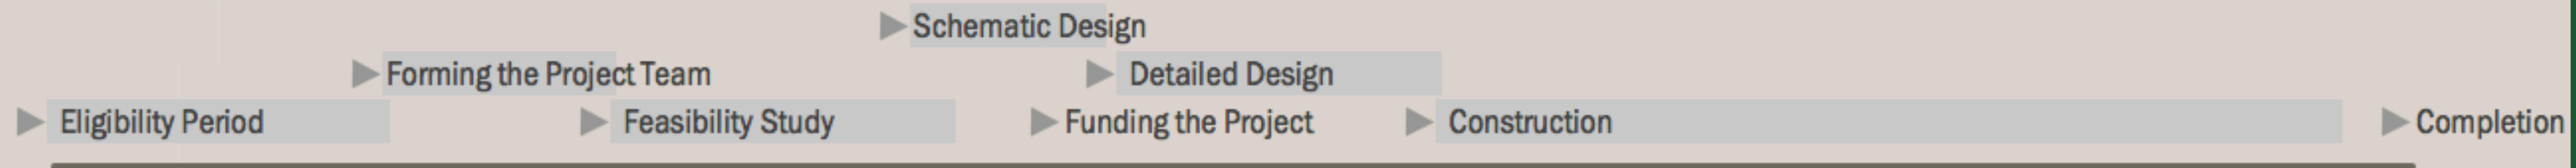 Schematic Design
Forming the Project Team
Detailed Design
Eligibility Period
Feasibility Study
Funding the Project
Construction
Completion